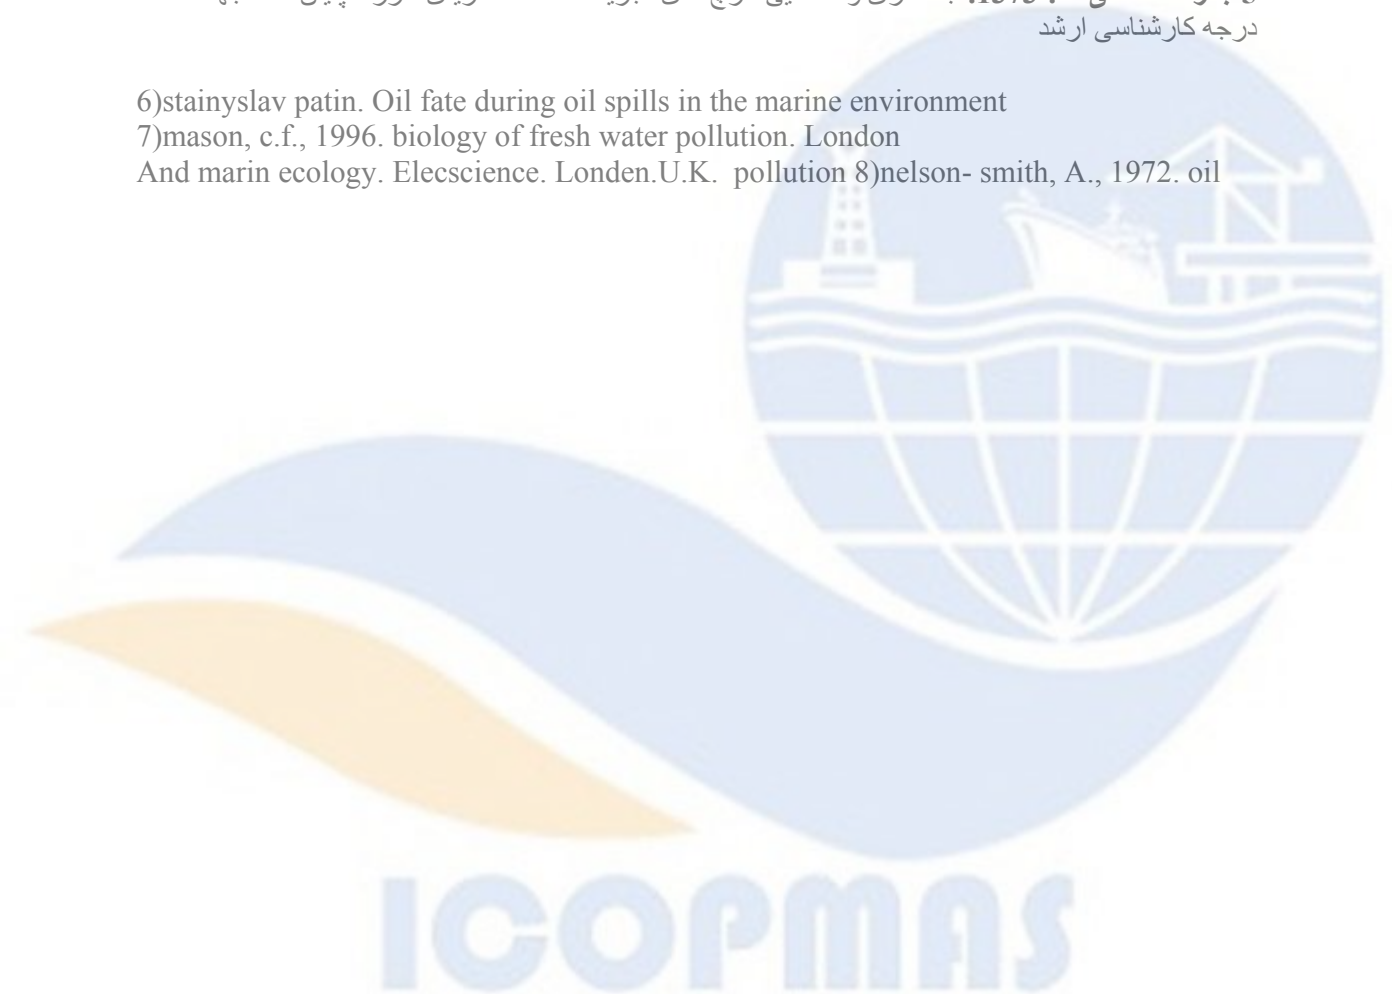 درجه کارشناسی ارشد
6)stainyslav patin. Oil fate during oil spills in the marine environment
7)mason, c.f., 1996. biology of fresh water pollution. London
And marin ecology. Elecscience. Londen.U.K. pollution 8)nelson- smith, A., 1972. oil
ICOPMAS